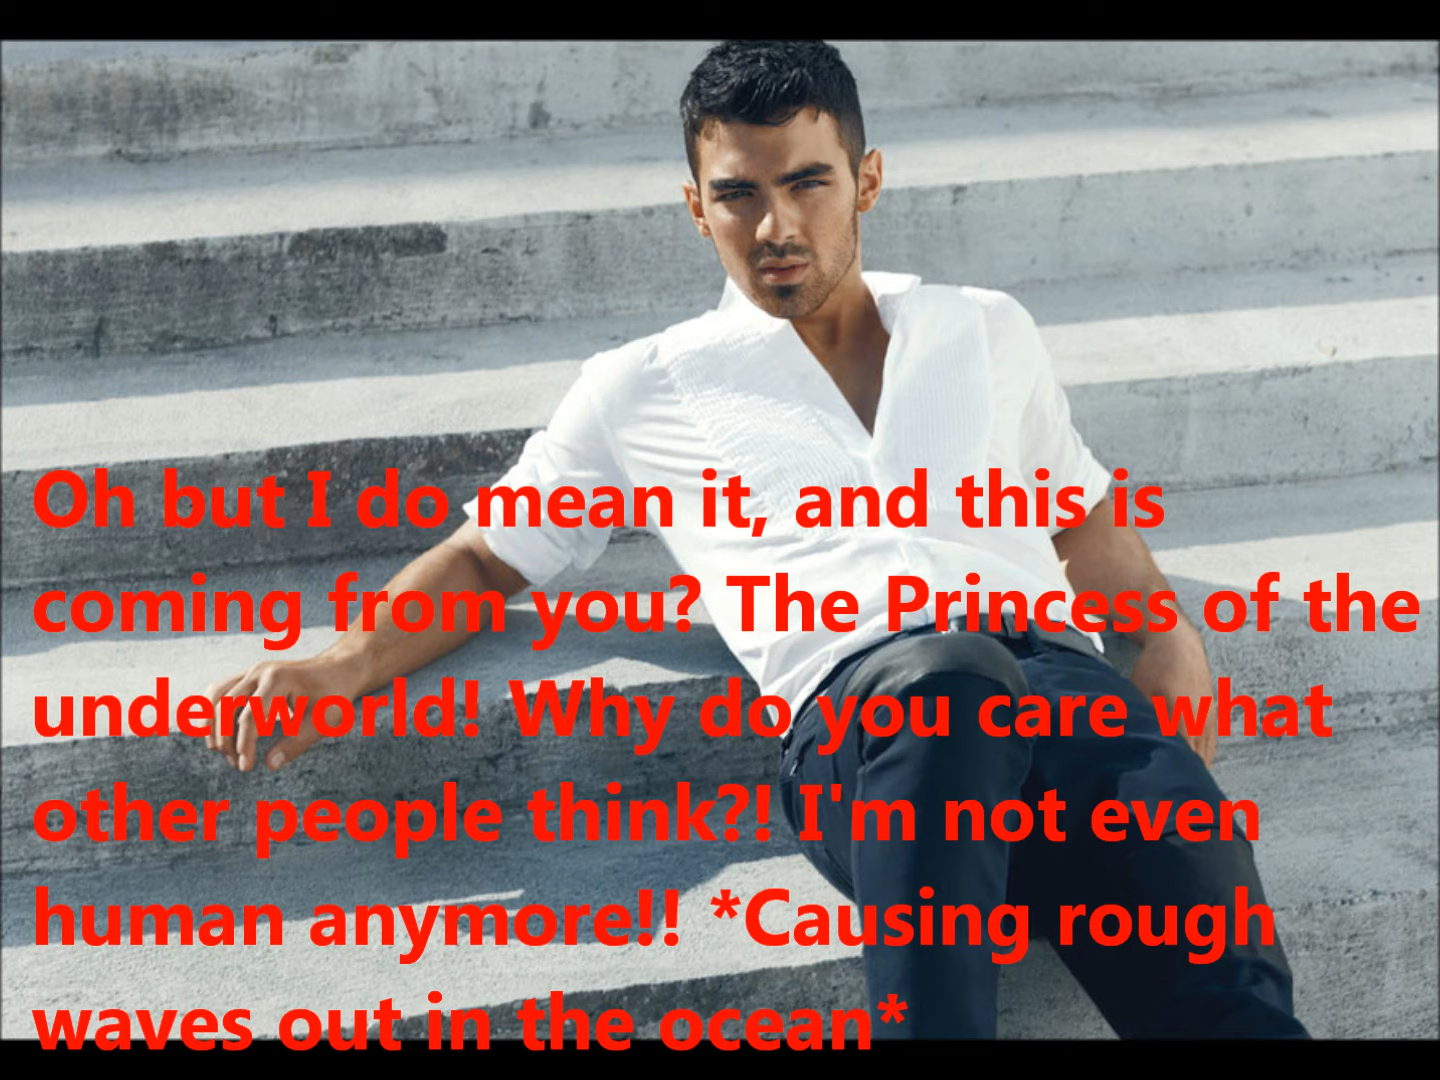 Oh but I do mean it, and this is
coming from you? The Princess of the
underworld! Why do you care what
other people think?! I'm not even
human anymore!! *Causing rough
waves out in the ocean*